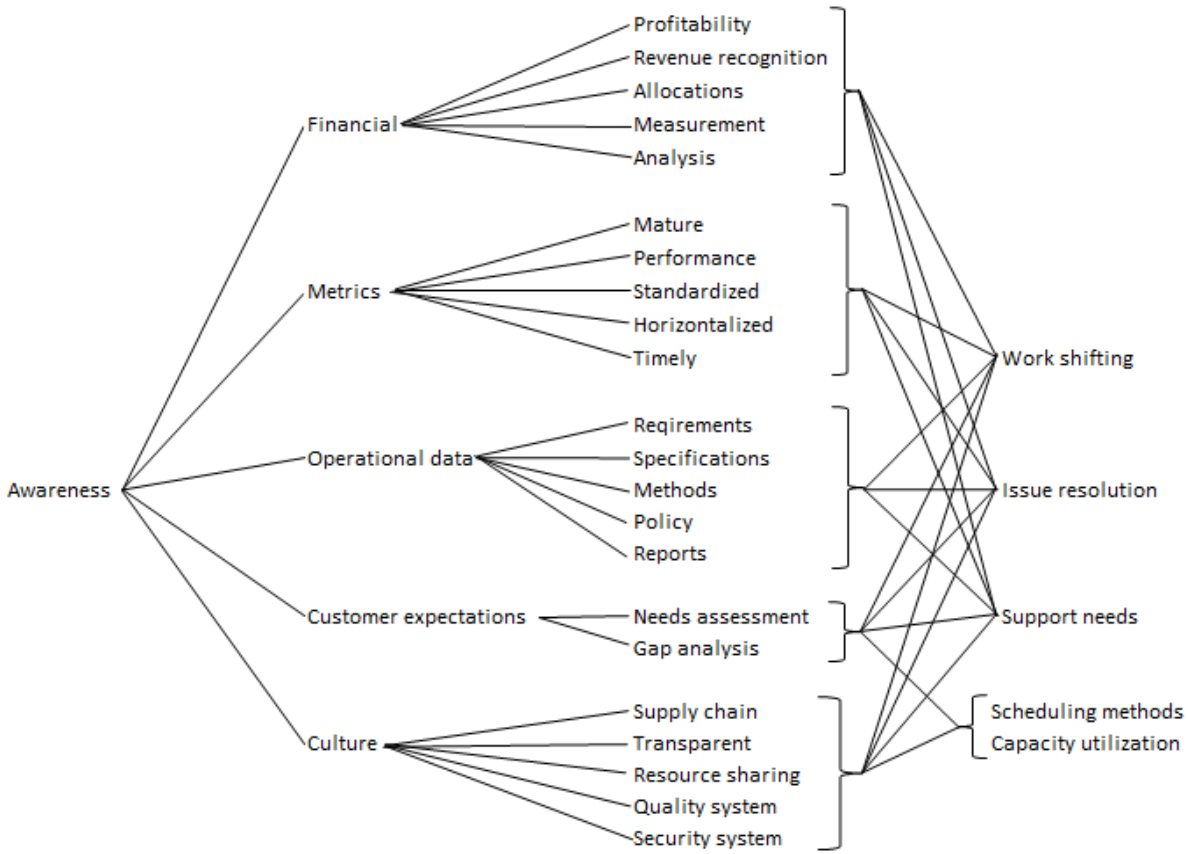 Profitability
Revenue recognition
Allocations
Financial
Measurement
Analysis
Mature
Performance
Metrics
Standardized
Horizontalized
Timely
Work shifting
Reqirements
Operational data
Specifications
Awareness
Methods
Issue resolution
Policy
Reports
Customer expectations
Needs assessment
Support needs
Gap analysis
Supply chain
Scheduling methods
Culture
Transparent
Capacity utilization
Resource sharing
Quality system
Security system